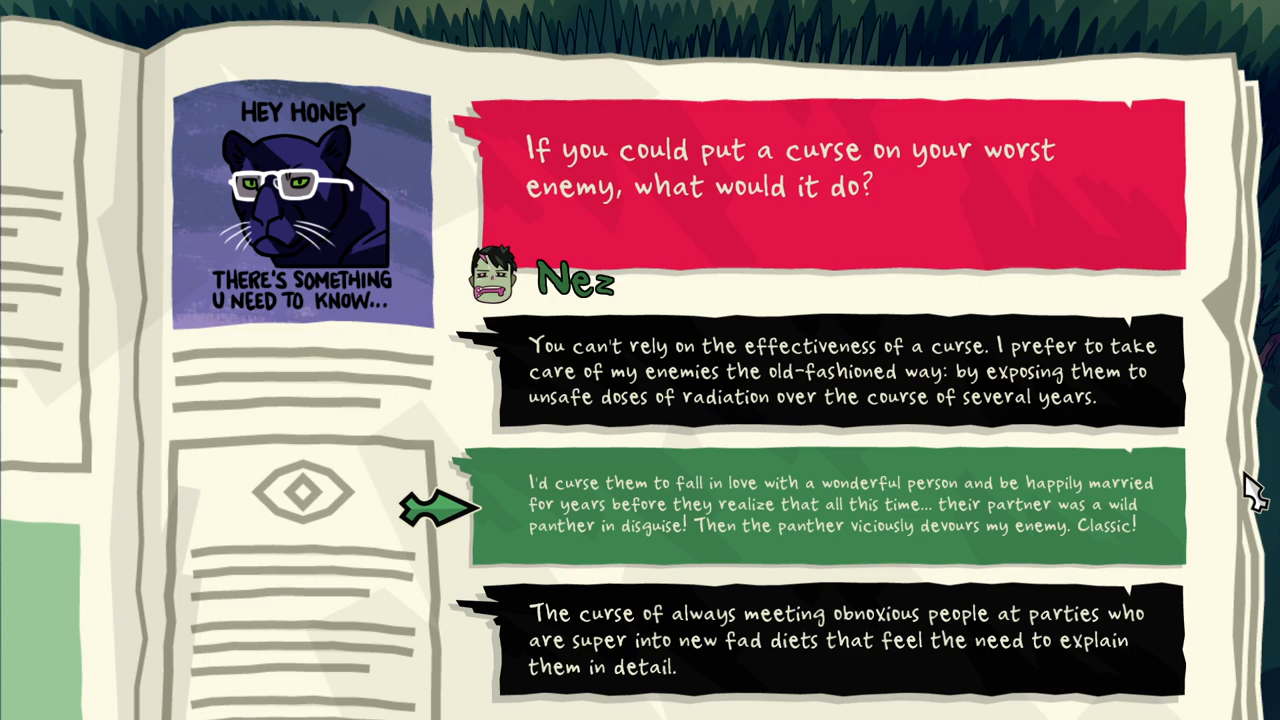 HEY HONEY
THERE'S SOMETHING
U NEED TO KNOW...
If you could put a curse on your worst
enemy, what would it do?
Nez
You can't rely on the effectiveness of a curse. I prefer to take
care of my enemies the old-fashioned way: by exposing them to
unsafe doses of radiation over the course of several years.
I'd curse them to fall in love with a wonderful person and be happily married
for years before they realize that all this time... their partner was a wild
panther in disguise! Then the panther viciously devours my enemy. Classic!
The curse of always meeting obnoxious people at parties who
are super into new fad diets that feel the need to explain
them in detail.